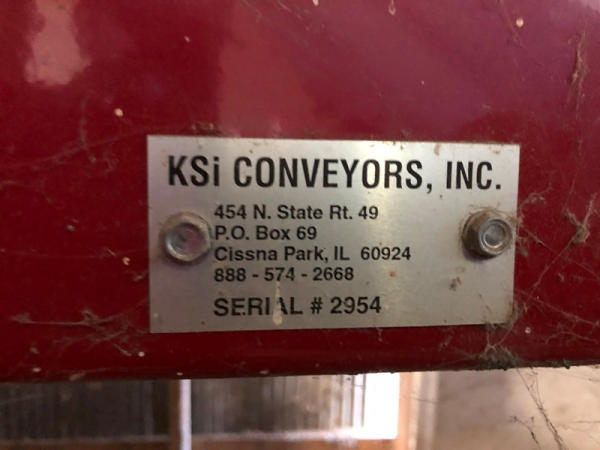 KSi CONVEYORS, INC.
454 N. State Rt. 49
P.O. Box 69
Cissna Park, IL 60924
888 - 574 - 2668
SERIAL # 2954